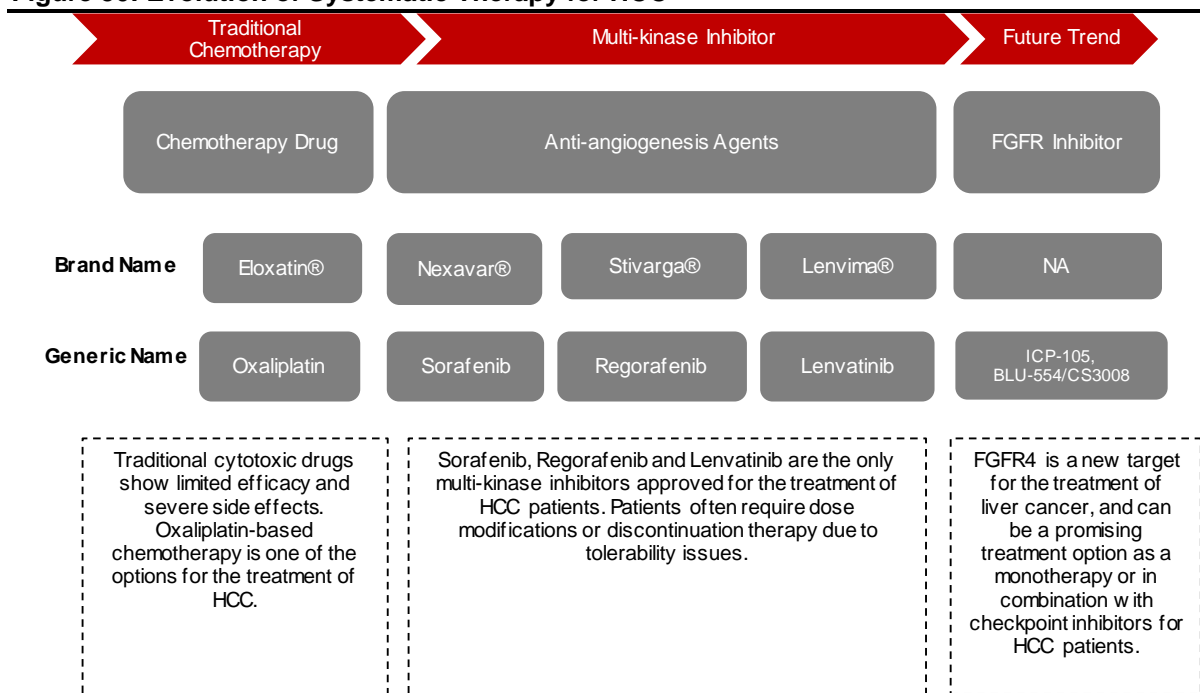 Traditional
Chemotherapy
Multi-kinase Inhibitor
Future Trend
Chemotherapy Drug
Anti-angiogenesis Agents
FGFR Inhibitor
Brand Name
Eloxatin®
Nexavar®
Stivarga®
Lenvima®
NA
Generic Name
Oxaliplatin
Sorafenib
Regorafenib
Lenvatinib
ICP-105,
BLU-554/CS3008
Traditional cytotoxic drugs
show limited efficacy and
severe side effects.
Oxaliplatin-based
chemotherapy is one of the
options for the treatment of
HCC.
Sorafenib, Regorafenib and Lenvatinib are the only
multi-kinase inhibitors approved for the treatment of
HCC patients. Patients often require dose
modifications or discontinuation therapy due to
tolerability issues.
FGFR4 is a new target
for the treatment of
liver cancer, and can
be a promising
treatment option as a
monotherapy or in
combination with
checkpoint inhibitors for
HCC patients.